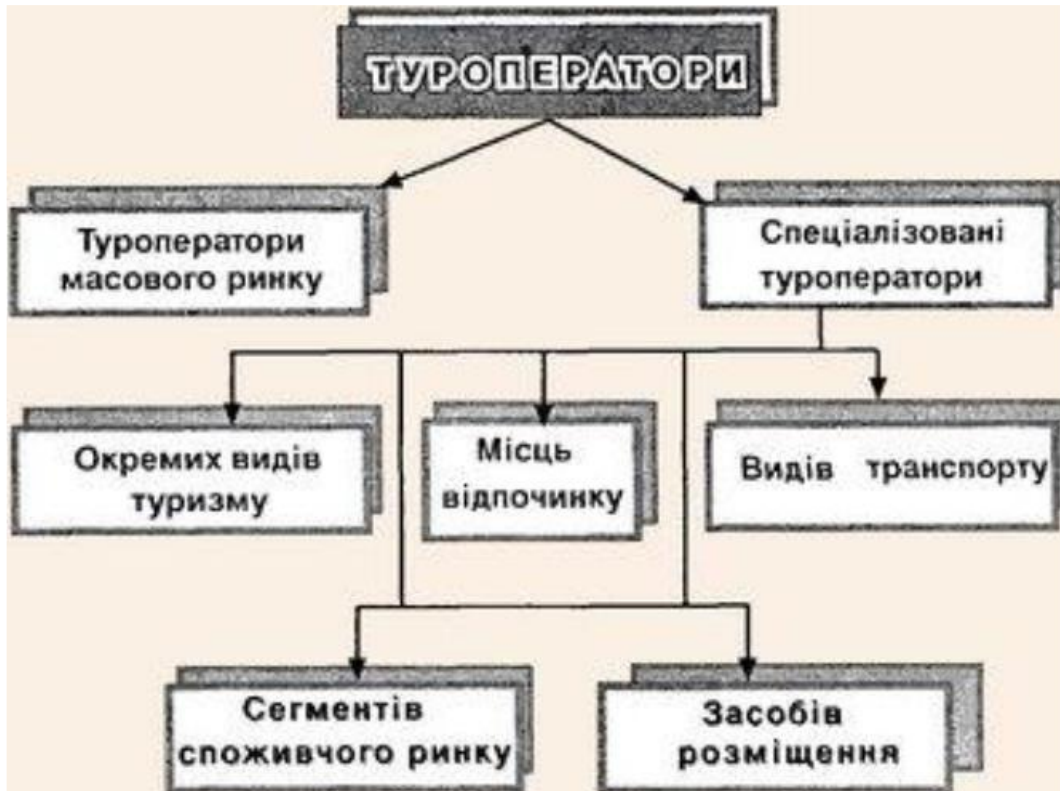 ТУРОПЕРАТОРИ
Туроператори
масового ринку
Спеціалізовані
туроператори
Окремих видів
туризму
Місць
відпочинку
Видів транспорту
Сегментів
споживчого ринку
Засобів
розміщення